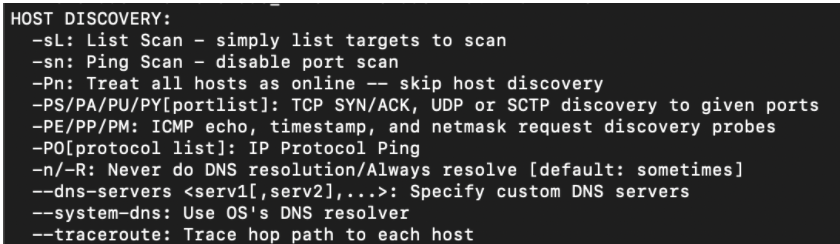 HOST DISCOVERY:
-sL: List Scan - simply list targets to scan
-sn: Ping Scan - disable port scan
-Pn: Treat all hosts as online -- skip host discovery
-PS/PA/PU/PY[portlist]: TCP SYN/ACK, UDP or SCTP discovery to given ports
-PE/PP/PM: ICMP echo, timestamp, and netmask request discovery probes
-PO[protocol list]: IP Protocol Ping
-n/-R: Never do DNS resolution/Always resolve [default: sometimes]
--dns-servers <serv1[,serv2],...>: Specify custom DNS servers
--system-dns: Use OS's DNS resolver
--traceroute: Trace hop path to each host